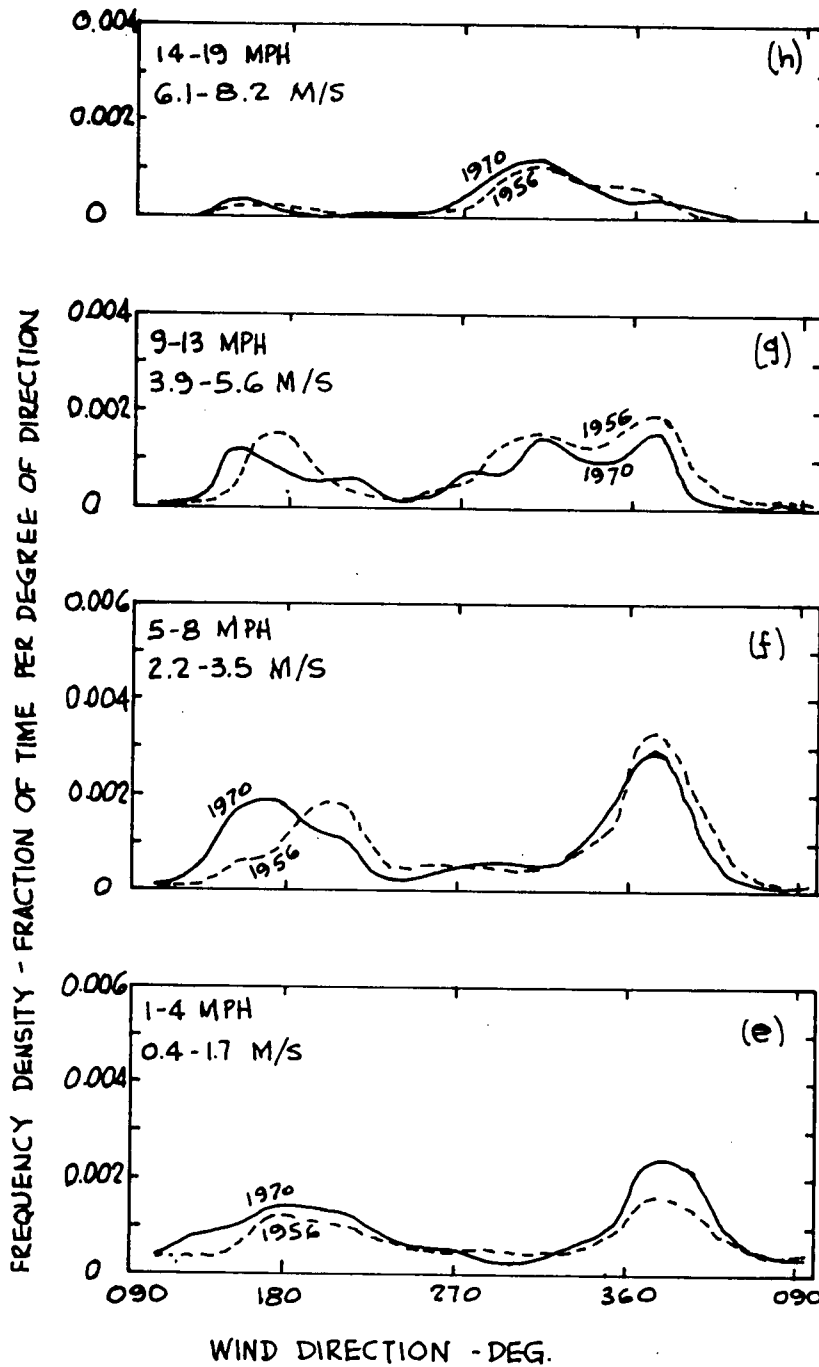 FREQUENCY DENSITY - FRACTION OF TIME PER DEGREE OF DIRECTION
0.004
0.002
0
14-19 MPH
6.1-8.2 M/S
(h)
1970
1956
0.004
0.002
0
9-13 MPH
3.9-5.6 M/S
(g)
1956
1970
0.006
0.004
0.002
0
5-8 MPH
2.2-3.5 M/S
(f)
1970
1956
0.006
0.004
0.002
0
1-4 MPH
0.4-1.7 M/S
(e)
1970
1956
090 180 270 360 090
WIND DIRECTION - DEG.